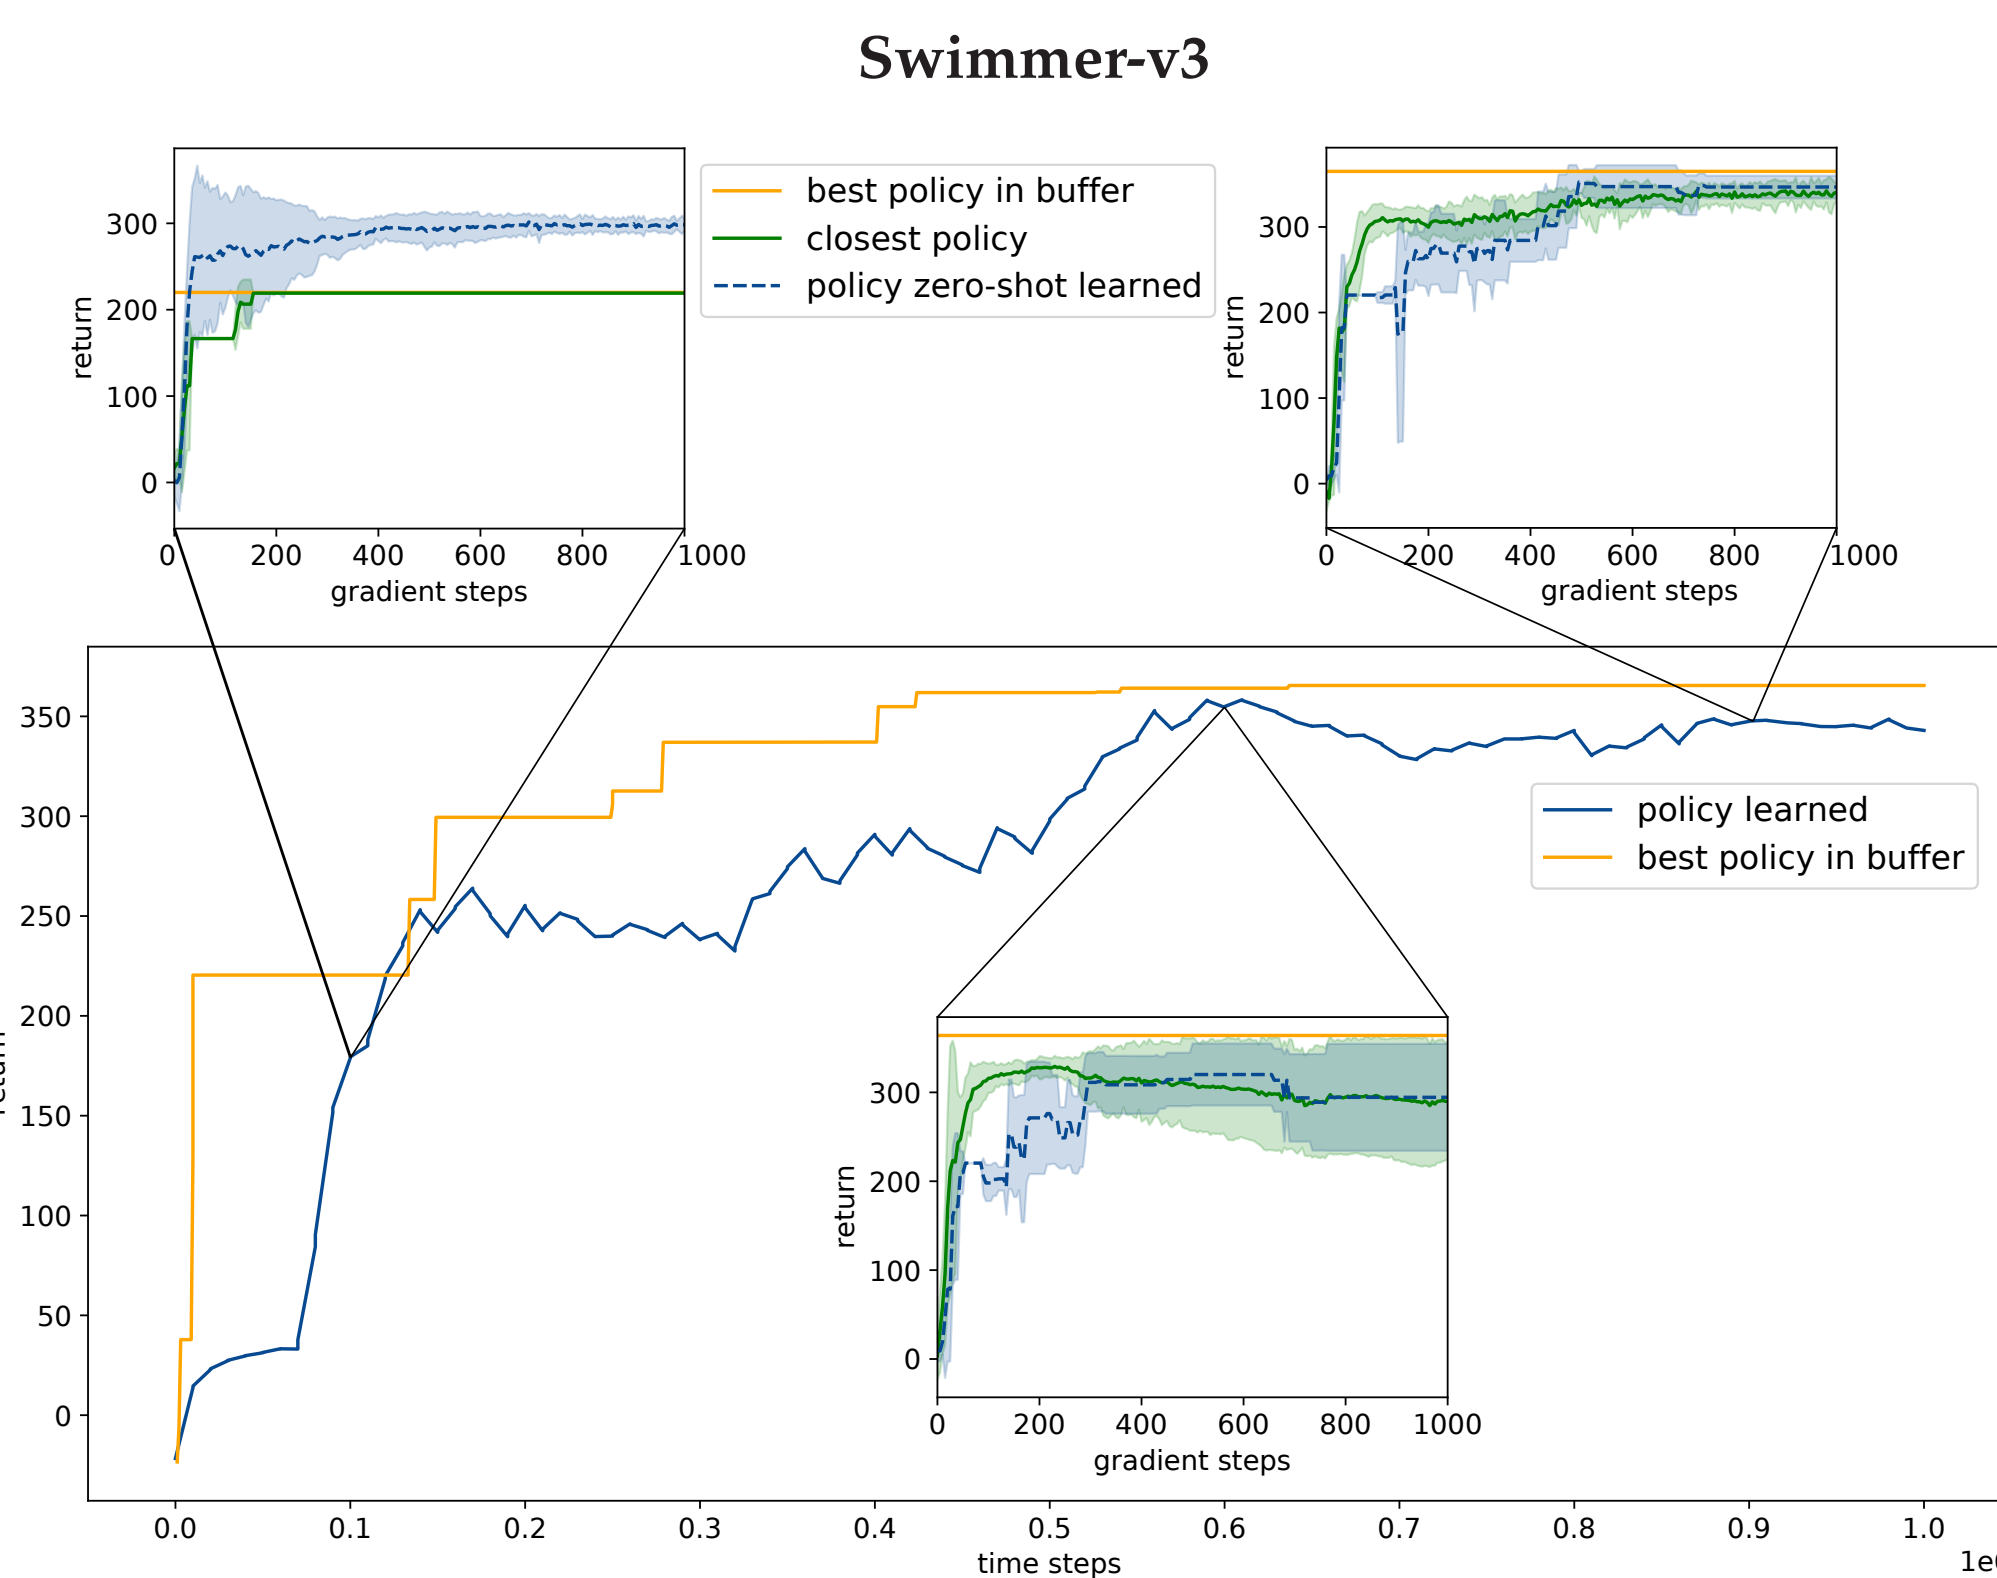 Swimmer-v3
300
200
100
0
return
0 200 400 600 800 1000
gradient steps
best policy in buffer
closest policy
policy zero-shot learned
300
200
100
0
return
0 200 400 600 800 1000
gradient steps
350
300
250
200
150
100
50
0
policy learned
best policy in buffer
300
200
100
0
return
0 200 400 600 800 1000
gradient steps
0.0 0.1 0.2 0.3 0.4 0.5 0.6 0.7 0.8 0.9 1.0
time steps